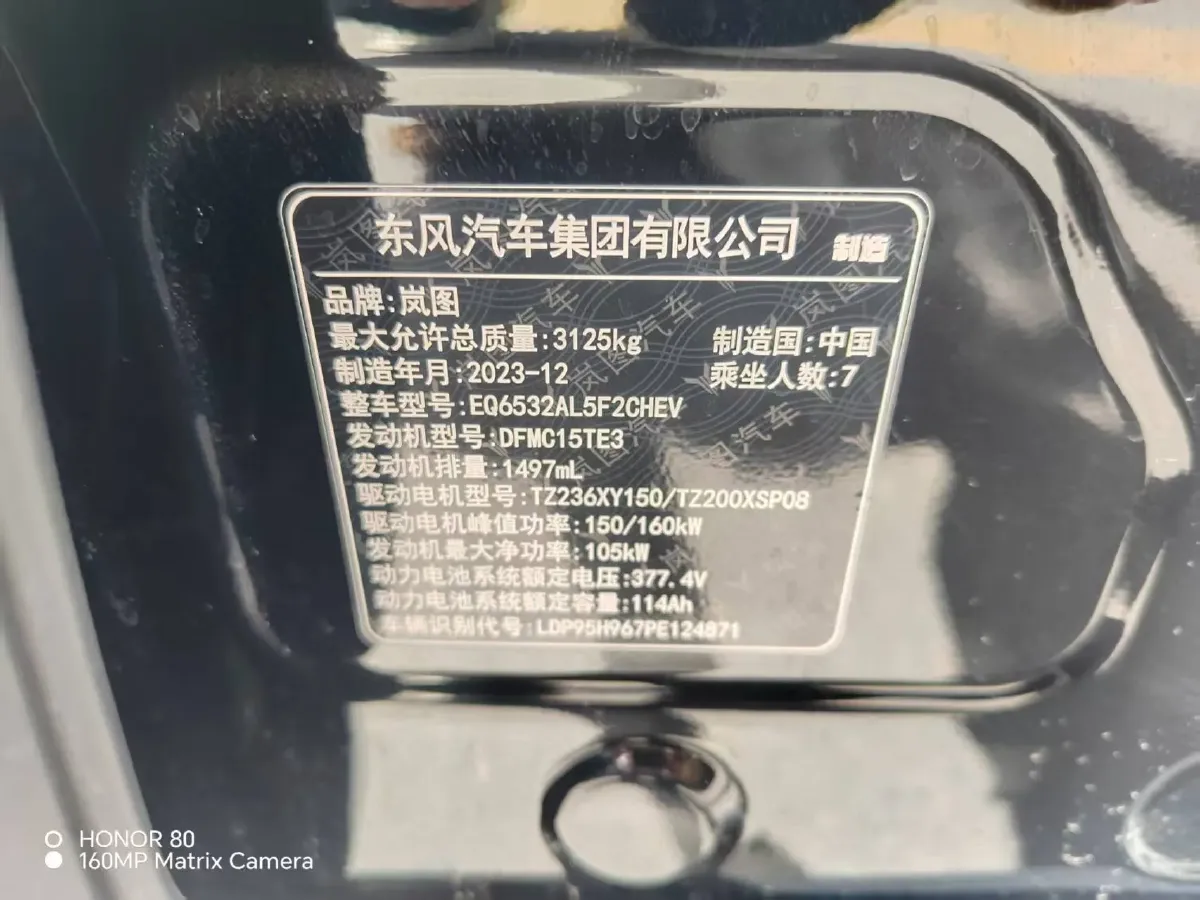 东风汽车集团有限公司 制造
品牌:岚图
最大允许总质量:3125kg 制造国:中国
制造年月:2023-12 乘坐人数:7
整车型号:EQ6532AL5F2CHEV
发动机型号:DFMC15TE3
发动机排量:1497mL
驱动电机型号:TZ236XY150/TZ200XSP08
驱动电机峰值功率:150/160kW
发动机最大净功率:105kW
动力电池系统额定电压:377.4V
动力电池系统额定容量:114Ah
车辆识别代号:LDP95H967PE124871
HONOR 80
160MP Matrix Camera